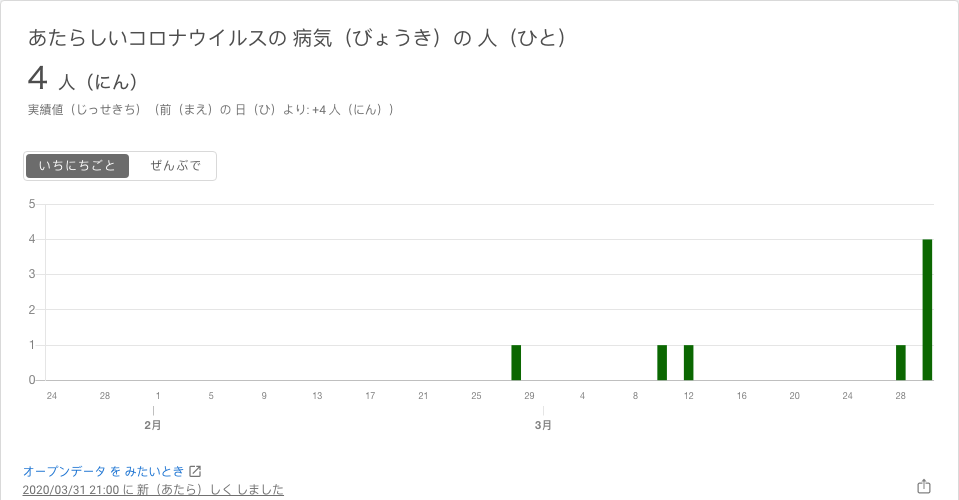 あたらしいコロナウイルスの 病気（びょうき）の 人（ひと）
4 人（にん）
実績値（じっせきち）（前（まえ）の 日（ひ）より: +4 人（にん））
いちにちごと ぜんぶで
5
4
3
2
1
0
24 28 1 5 9 13 17 21 25 29 4 8 12 16 20 24 28
2月 3月
オープンデータ を みたいとき
2020/03/31 21:00 に 新（あたら）しく しました